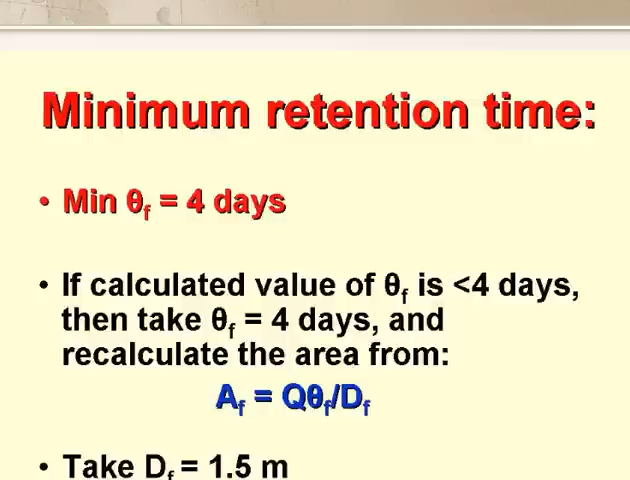 Minimum retention time:
• Min θf = 4 days
• If calculated value of θf is <4 days,
then take θf = 4 days, and
recalculate the area from:
Af = Qθf/Df
• Take Df = 1.5 m